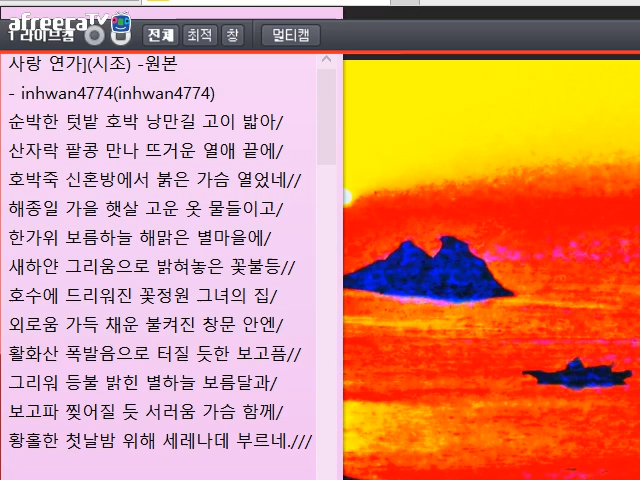 afreecaTV
1 라이브캠
전체 최적 창 멀티캠
사랑 연가](시조) -원본
- inhwan4774(inhwan4774)
순박한 텃밭 호박 낭만길 고이 밟아/
산자락 팥콩 만나 뜨거운 열애 끝에/
호박죽 신혼방에서 붉은 가슴 열었네//
해종일 가을 햇살 고운 옷 물들이고/
한가위 보름하늘 해맑은 별마을에/
새하얀 그리움으로 밝혀놓은 꽃불등//
호수에 드리워진 꽃정원 그녀의 집/
외로움 가득 채운 불켜진 창문 안엔/
활화산 폭발음으로 터질 듯한 보고픔//
그리워 등불 밝힌 별하늘 보름달과/
보고파 찢어질 듯 서러움 가슴 함께/
황홀한 첫날밤 위해 세레나데 부르네.///